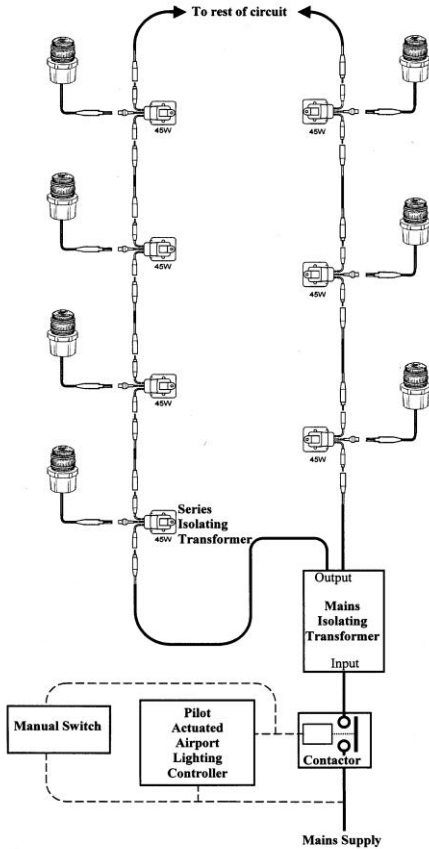 To rest of circuit
45W
45W
45W
45W
45W
45W
45W
Series
Isolating
Transformer
Output
Mains
Isolating
Transformer
Input
Manual Switch
Pilot
Actuated
Airport
Lighting
Controller
Contactor
Mains Supply